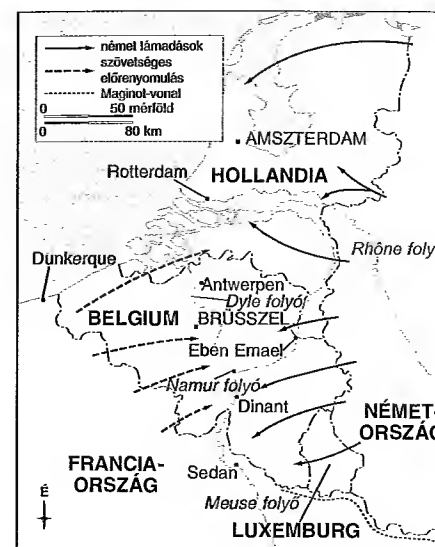 német lámadások
szövetséges
előrenyomulás
Maginot-vonal
0 50 mérföld
0 80 km
AMSZTERDAM
Rotterdam
HOLLANDIA
Rhône foly
Dunkerque
Antwerpen
Dyle folyó
BELGIUM
BRÜSSZEL
Eben Emael
Namur folyó
Dinant
NÉMET-
ORSZÁG
FRANCIA-
ORSZÁG
Sedan
Meuse folyó
É
LUXEMBURG